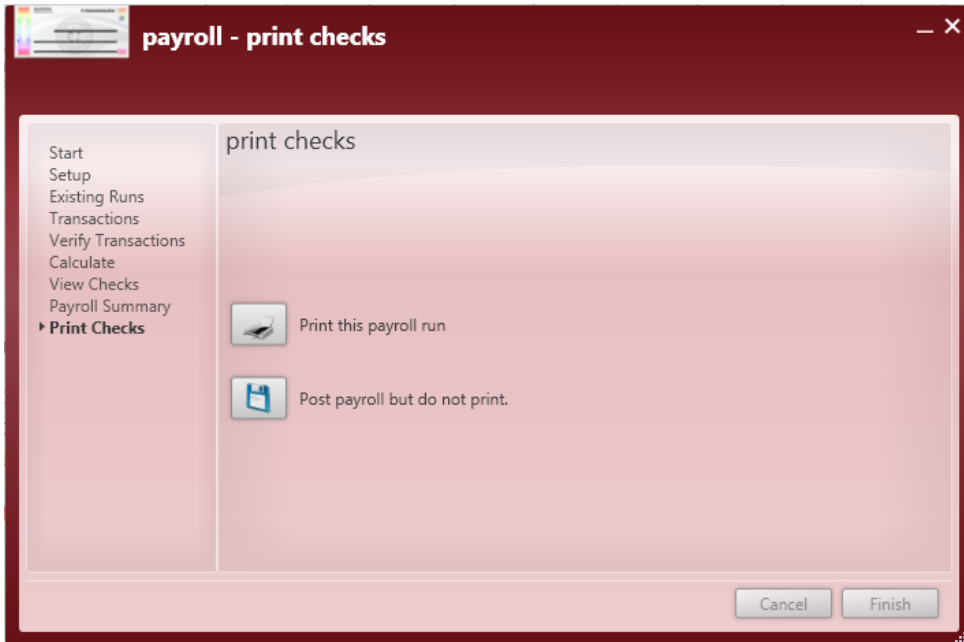 payroll - print checks
Start
Setup
Existing Runs
Transactions
Verify Transactions
Calculate
View Checks
Payroll Summary
Print Checks
print checks
Print this payroll run
Post payroll but do not print.
Cancel
Finish